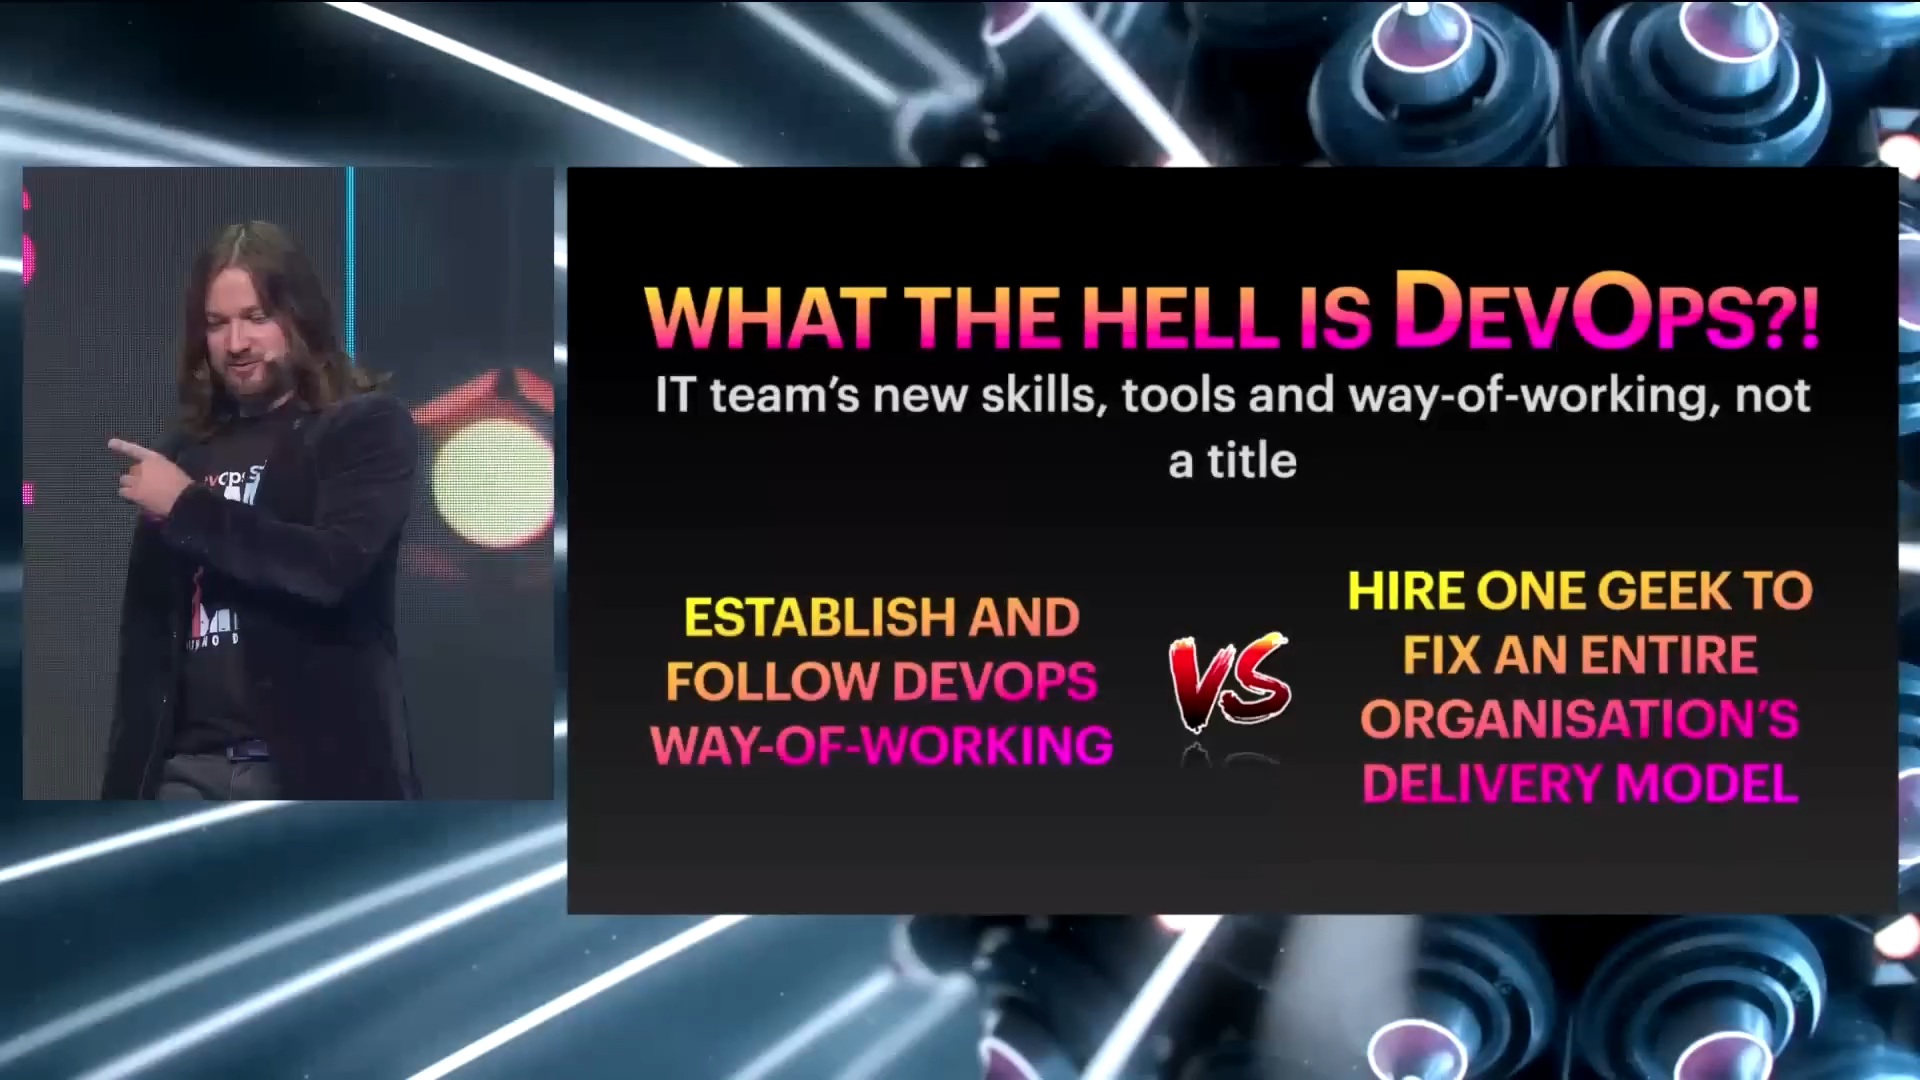 WHAT THE HELL IS DEVOPS?!
IT team’s new skills, tools and way-of-working, not
a title
ESTABLISH AND
FOLLOW DEVOPS
WAY-OF-WORKING
VS
HIRE ONE GEEK TO
FIX AN ENTIRE
ORGANISATION’S
DELIVERY MODEL